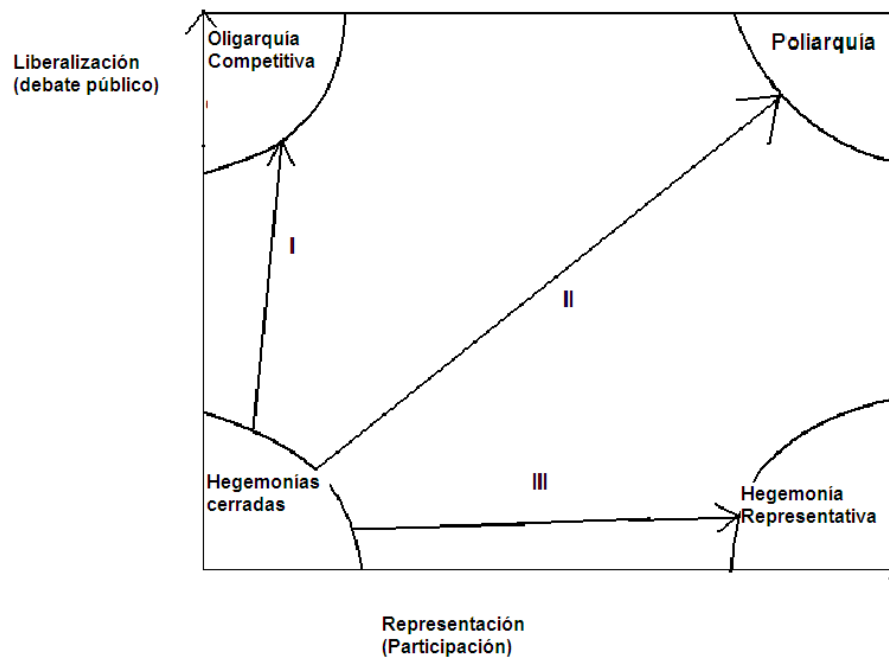 Oligarquía
Competitiva
Poliarquía
Liberalización
(debate público)
I
II
III
Hegemonías
cerradas
Hegemonía
Representativa
Representación
(Participación)